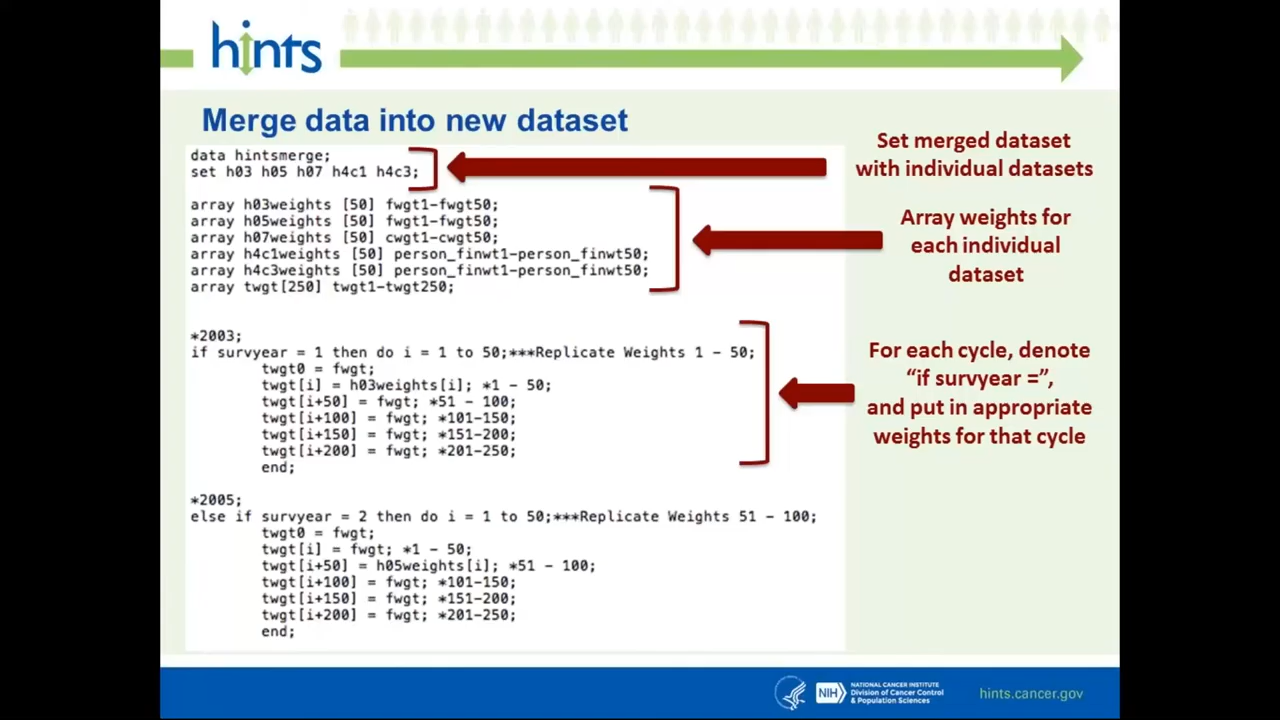 hints
Merge data into new dataset
data hintsmerge;
set h03 h05 h07 h4c1 h4c3;
array h03weights [50] fwgt1-fwgt50;
array h05weights [50] fwgt1-fwgt50;
array h07weights [50] cwgt1-cwgt50;
array h4c1weights [50] person_finwt1-person_finwt50;
array h4c3weights [50] person_finwt1-person_finwt50;
array twgt[250] twgt1-twgt250;
*2003;
if survyear = 1 then do i = 1 to 50;***Replicate Weights 1 - 50;
twgt0 = fwgt;
twgt[i] = h03weights[i]; *1 - 50;
twgt[i+50] = fwgt; *51 - 100;
twgt[i+100] = fwgt; *101-150;
twgt[i+150] = fwgt; *151-200;
twgt[i+200] = fwgt; *201-250;
end;
*2005;
else if survyear = 2 then do i = 1 to 50;***Replicate Weights 51 - 100;
twgt0 = fwgt;
twgt[i] = fwgt; *1 - 50;
twgt[i+50] = h05weights[i]; *51 - 100;
twgt[i+100] = fwgt; *101-150;
twgt[i+150] = fwgt; *151-200;
twgt[i+200] = fwgt; *201-250;
end;
Set merged dataset
with individual datasets
Array weights for
each individual
dataset
For each cycle, denote
“if survyear =”,
and put in appropriate
weights for that cycle
NIH
NATIONAL CANCER INSTITUTE
Division of Cancer Control
& Population Sciences
hints.cancer.gov